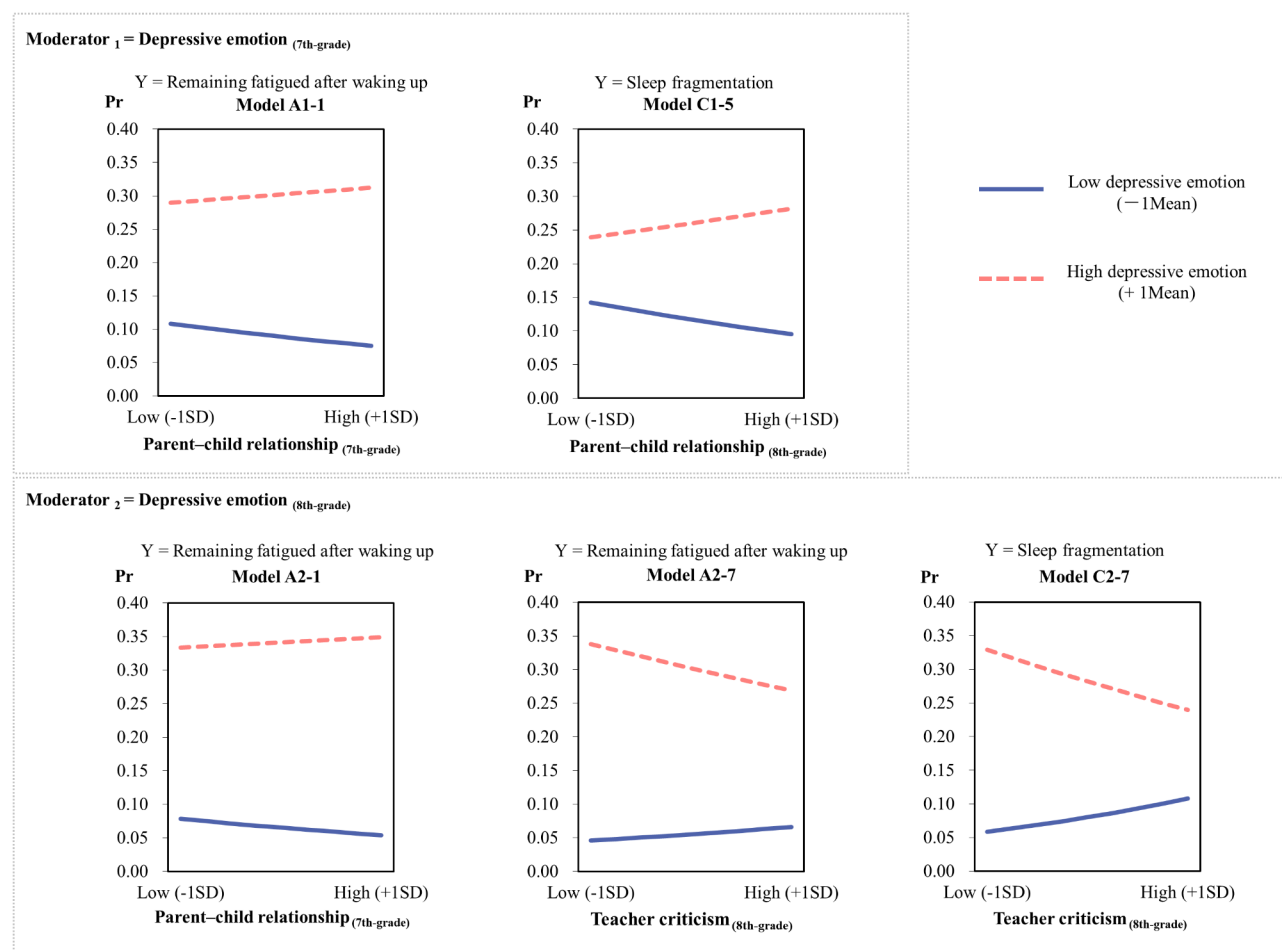 Moderator 1 = Depressive emotion (7th-grade)
Y = Remaining fatigued after waking up
Pr
Model A1-1
0.40
0.35
0.30
0.25
0.20
0.15
0.10
0.05
0.00
Low (-1SD)
High (+1SD)
Parent–child relationship (7th-grade)
Y = Sleep fragmentation
Pr
Model C1-5
0.40
0.35
0.30
0.25
0.20
0.15
0.10
0.05
0.00
Low (-1SD)
High (+1SD)
Parent–child relationship (8th-grade)
Low depressive emotion
(－1Mean)
High depressive emotion
(+ 1Mean)
Moderator 2 = Depressive emotion (8th-grade)
Y = Remaining fatigued after waking up
Pr
Model A2-1
0.40
0.35
0.30
0.25
0.20
0.15
0.10
0.05
0.00
Low (-1SD)
High (+1SD)
Parent–child relationship (7th-grade)
Y = Remaining fatigued after waking up
Pr
Model A2-7
0.40
0.35
0.30
0.25
0.20
0.15
0.10
0.05
0.00
Low (-1SD)
High (+1SD)
Teacher criticism (8th-grade)
Y = Sleep fragmentation
Pr
Model C2-7
0.40
0.35
0.30
0.25
0.20
0.15
0.10
0.05
0.00
Low (-1SD)
High (+1SD)
Teacher criticism (8th-grade)